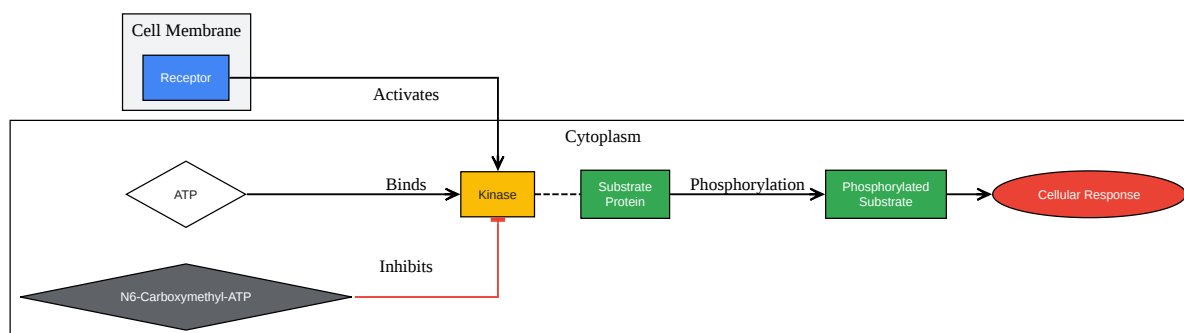 Cell Membrane
Receptor
Activates
Cytoplasm
ATP
Binds
Kinase
Substrate
Protein
Phosphorylation
Phosphorylated
Substrate
Cellular Response
Inhibits
N6-Carboxymethyl-ATP